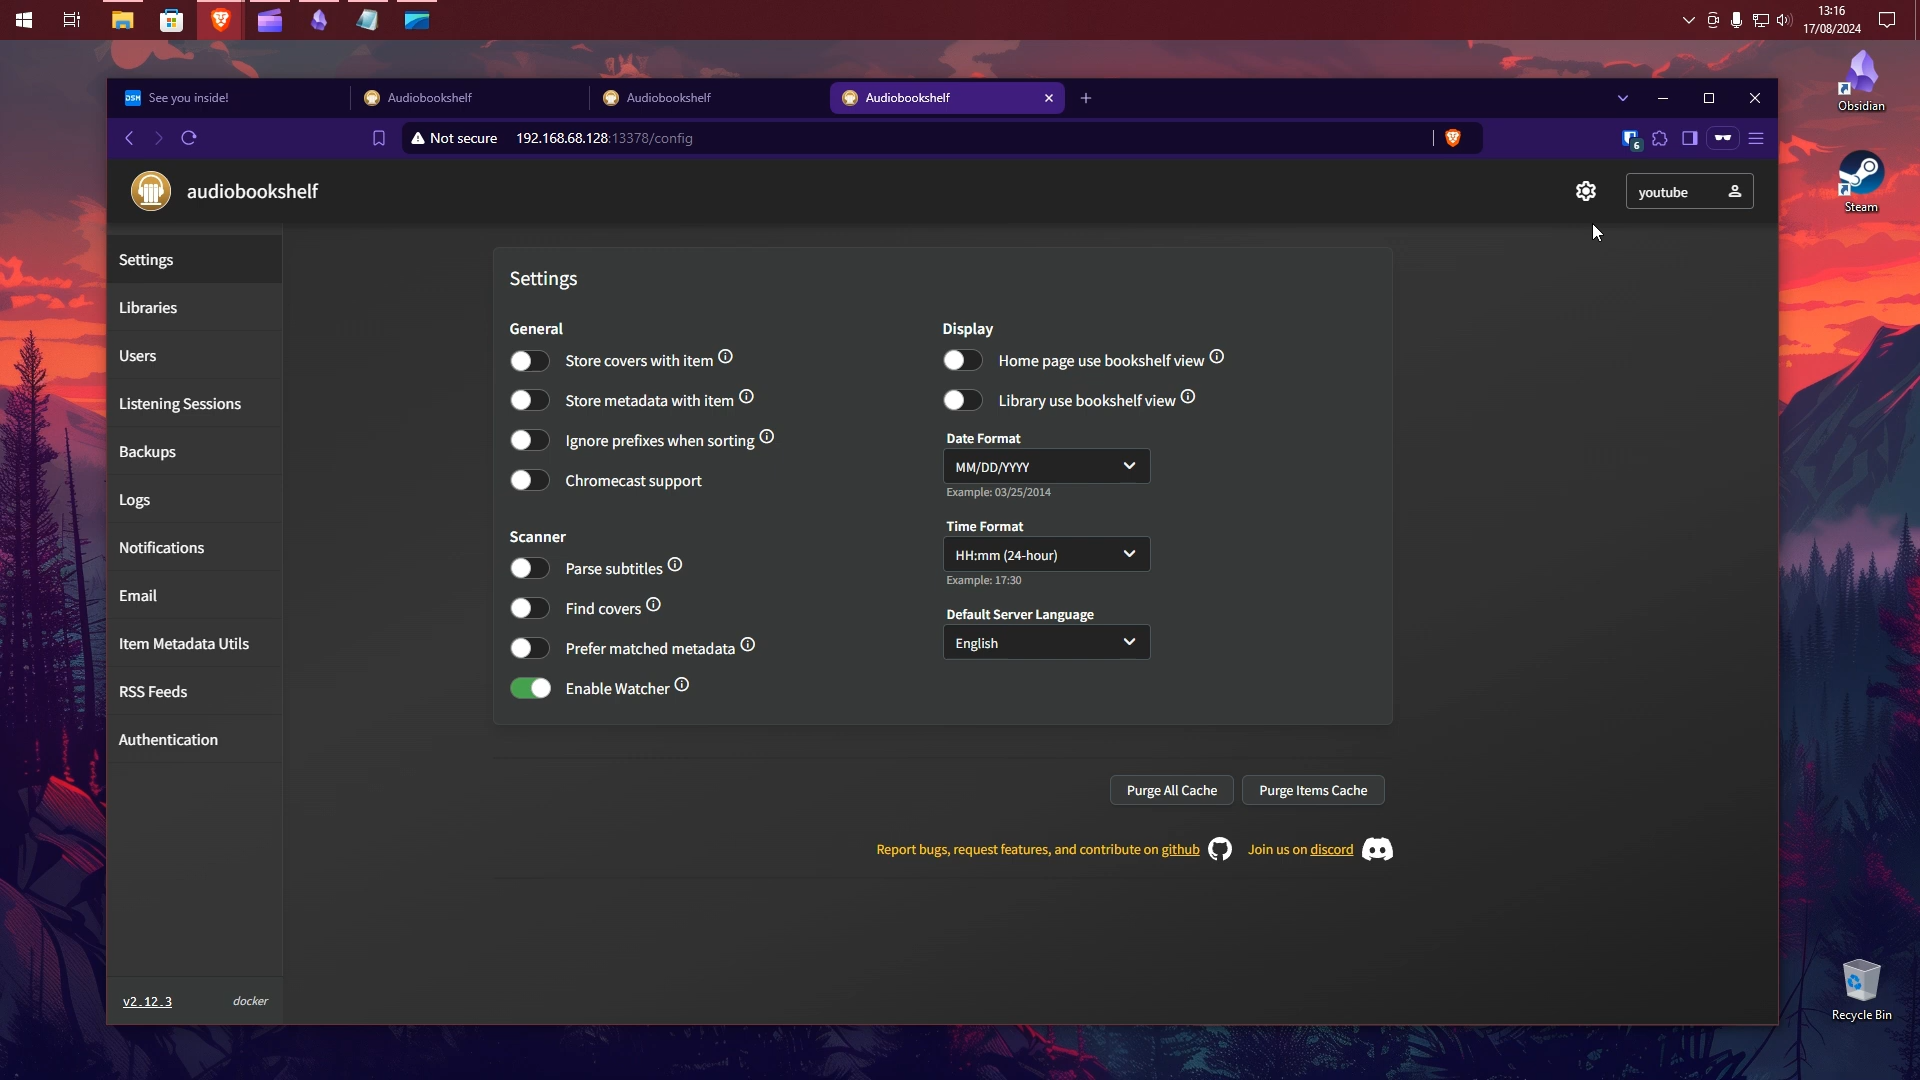 13:16
17/08/2024
DSM See you inside!
Audiobookshelf
Audiobookshelf
Audiobookshelf
Not secure 192.168.68.128:13378/config
6
audiobookshelf
youtube
Settings
Libraries
Users
Listening Sessions
Backups
Logs
Notifications
Email
Item Metadata Utils
RSS Feeds
Authentication
v2.12.3 docker
Settings
General
Store covers with item
Store metadata with item
Ignore prefixes when sorting
Chromecast support
Scanner
Parse subtitles
Find covers
Prefer matched metadata
Enable Watcher
Display
Home page use bookshelf view
Library use bookshelf view
Date Format
MM/DD/YYYY
Example: 03/25/2014
Time Format
HH:mm (24-hour)
Example: 17:30
Default Server Language
English
Purge All Cache
Purge Items Cache
Report bugs, request features, and contribute on github
Join us on discord
Obsidian
Steam
Recycle Bin